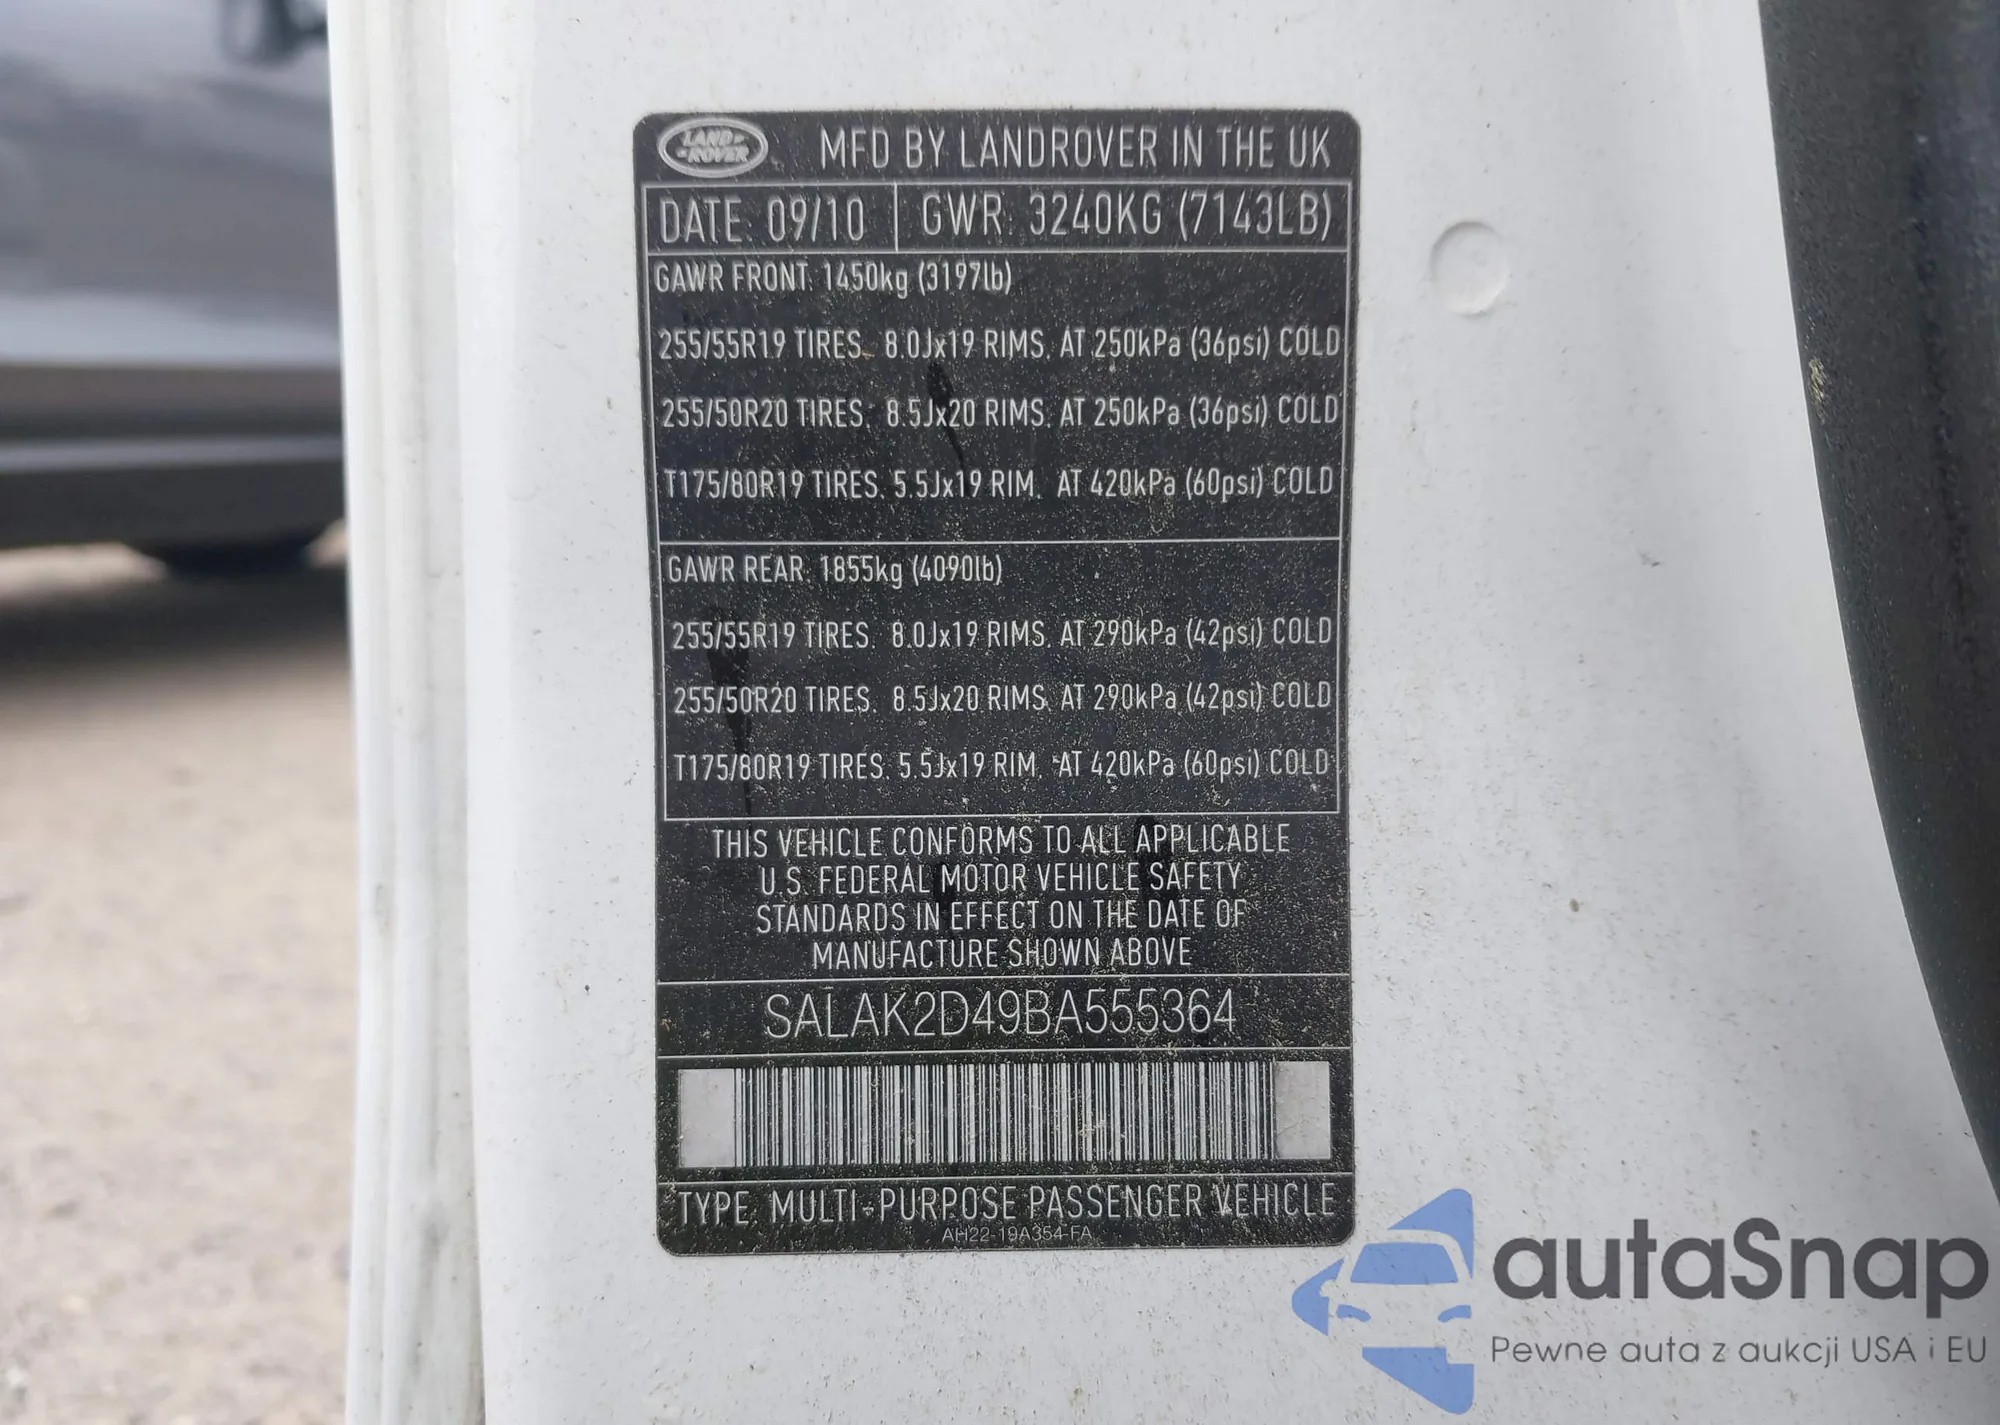 LAND ROVER
MFD BY LANDROVER IN THE UK
DATE: 09/10 GWR: 3240KG (7143LB)
GAWR FRONT: 1450kg (3197lb)
255/55R19 TIRES. 8.0Jx19 RIMS. AT 250kPa (36psi) COLD
255/50R20 TIRES. 8.5Jx20 RIMS. AT 250kPa (36psi) COLD
T175/80R19 TIRES. 5.5Jx19 RIM. AT 420kPa (60psi) COLD
GAWR REAR: 1855kg (4090lb)
255/55R19 TIRES. 8.0Jx19 RIMS. AT 290kPa (42psi) COLD
255/50R20 TIRES. 8.5Jx20 RIMS. AT 290kPa (42psi) COLD
T175/80R19 TIRES. 5.5Jx19 RIM. AT 420kPa (60psi) COLD
THIS VEHICLE CONFORMS TO ALL APPLICABLE
U.S. FEDERAL MOTOR VEHICLE SAFETY
STANDARDS IN EFFECT ON THE DATE OF
MANUFACTURE SHOWN ABOVE
SALAK2D49BA555364
TYPE: MULTI-PURPOSE PASSENGER VEHICLE
AH22-19A354-FA
autaSnap
Pewne auta z aukcji USA i EU